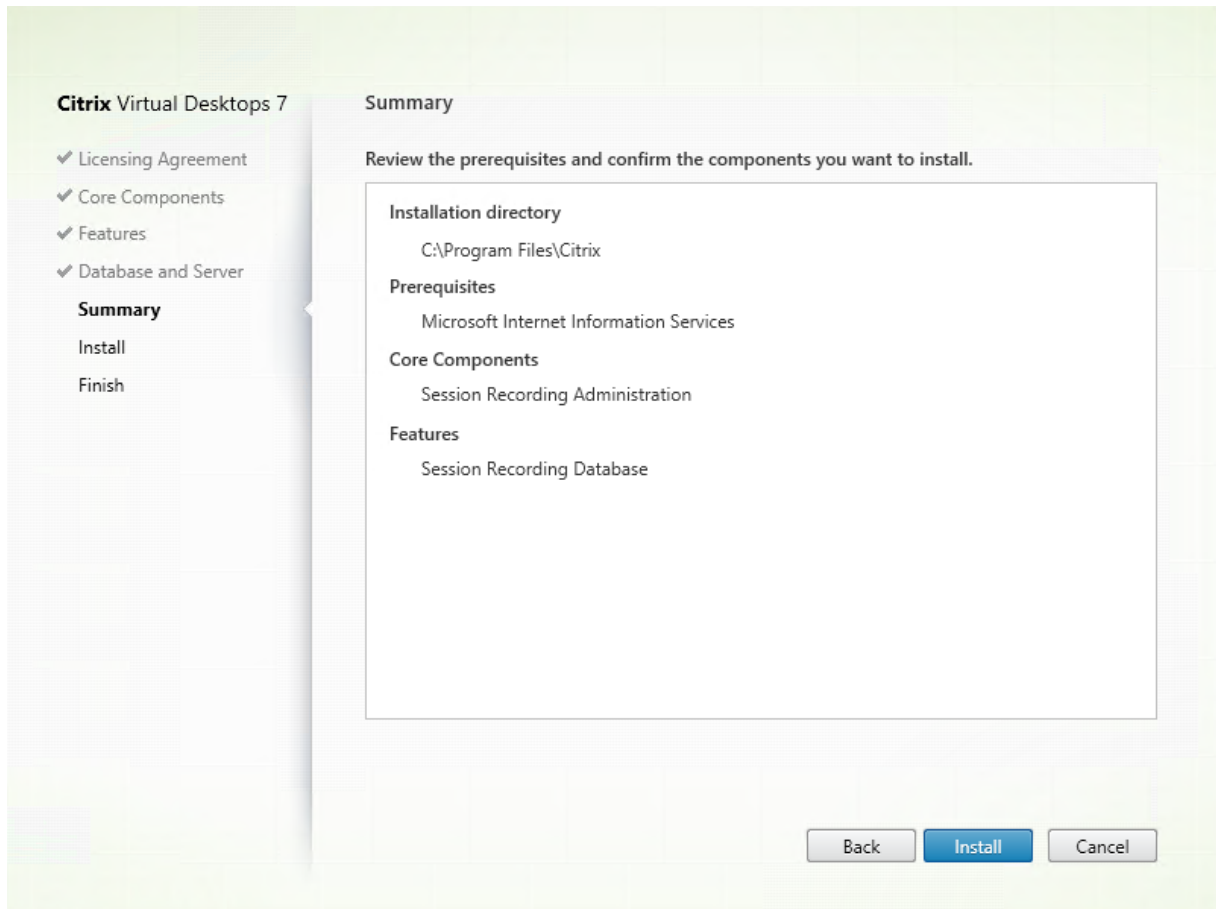 Citrix Virtual Desktops 7
✔ Licensing Agreement
✔ Core Components
✔ Features
✔ Database and Server
Summary
Install
Finish
Summary
Review the prerequisites and confirm the components you want to install.
Installation directory
C:\Program Files\Citrix
Prerequisites
Microsoft Internet Information Services
Core Components
Session Recording Administration
Features
Session Recording Database
Back Install Cancel